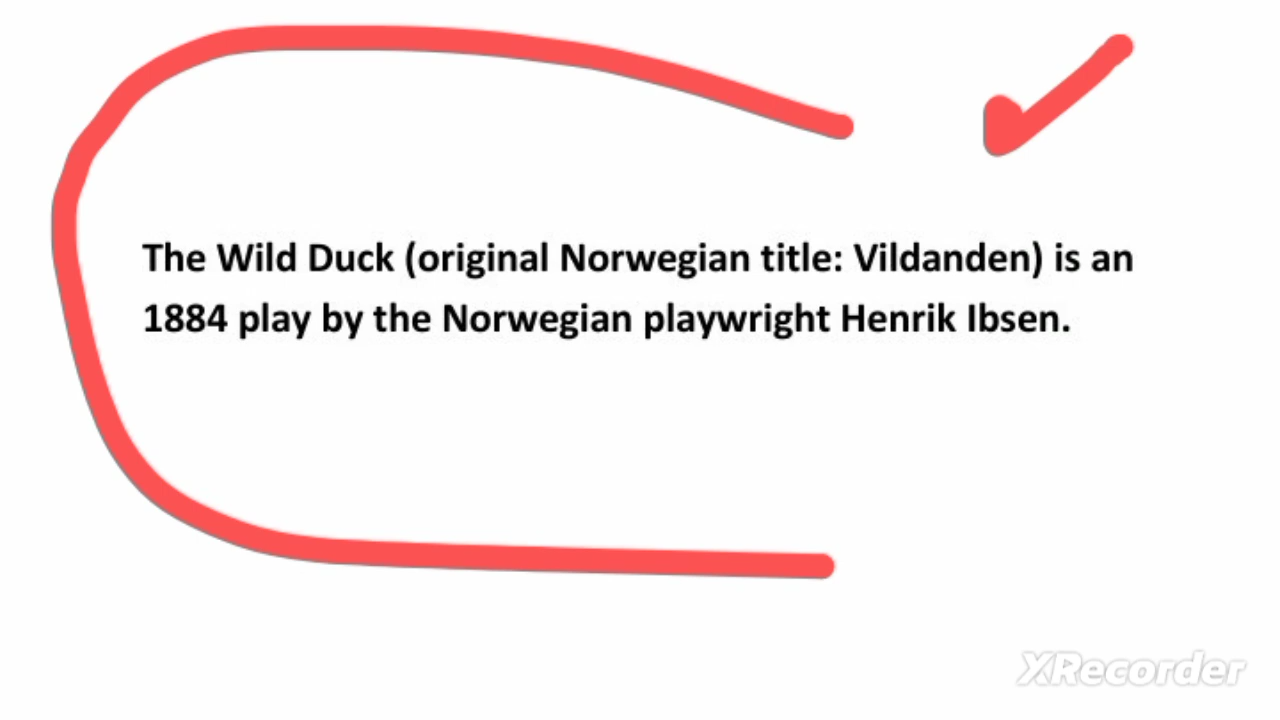 The Wild Duck (original Norwegian title: Vildanden) is an
1884 play by the Norwegian playwright Henrik Ibsen.
XRecorder